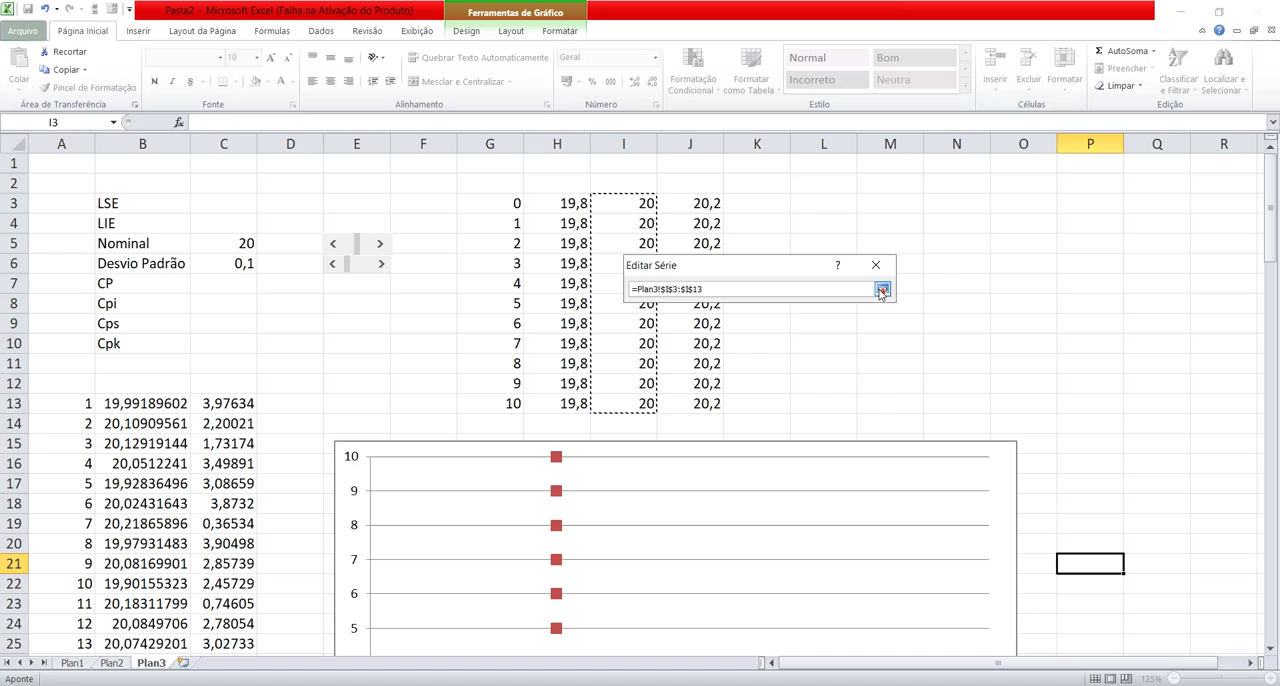 Pasta2 - Microsoft Excel (Falha na Ativação do Produto)
Ferramentas de Gráfico
Arquivo Página Inicial Inserir Layout da Página Fórmulas Dados Revisão Exibição Design Layout Formatar
Colar
Recortar
Copiar
Pincel de Formatação
Área de Transferência
10
N I S
Fonte
Quebrar Texto Automaticamente
Mesclar e Centralizar
Alinhamento
Geral
% 000
Número
Formatação Condicional
Formatar como Tabela
Normal Bom
Incorreto Neutra
Estilo
Inserir Excluir Formatar
Células
AutoSoma
Preencher
Limpar
Classificar e Filtrar
Localizar e Selecionar
Edição
I3 fx
A B C D E F G H I J K L M N O P Q R
1
2
3 LSE 0 19,8 20 20,2
4 LIE 1 19,8 20 20,2
5 Nominal 20 2 19,8 20 20,2
6 Desvio Padrão 0,1 3 19,8
7 CP 4 19,8
8 Cpi 5 19,8 20 20,2
9 Cps 6 19,8 20 20,2
10 Cpk 7 19,8 20 20,2
11 8 19,8 20 20,2
12 9 19,8 20 20,2
13 1 19,99189602 3,97634 10 19,8 20 20,2
14 2 20,10909561 2,20021
15 3 20,12919144 1,73174
16 4 20,0512241 3,49891
17 5 19,92836496 3,08659
18 6 20,02431643 3,8732
19 7 20,21865896 0,36534
20 8 19,97931483 3,90498
21 9 20,08169901 2,85739
22 10 19,90155323 2,45729
23 11 20,18311799 0,74605
24 12 20,0849706 2,78054
25 13 20,07429201 3,02733
Editar Série ?
=Plan3!$I$3:$I$13
10
9
8
7
6
5
Plan1 Plan2 Plan3
Aponte 125%